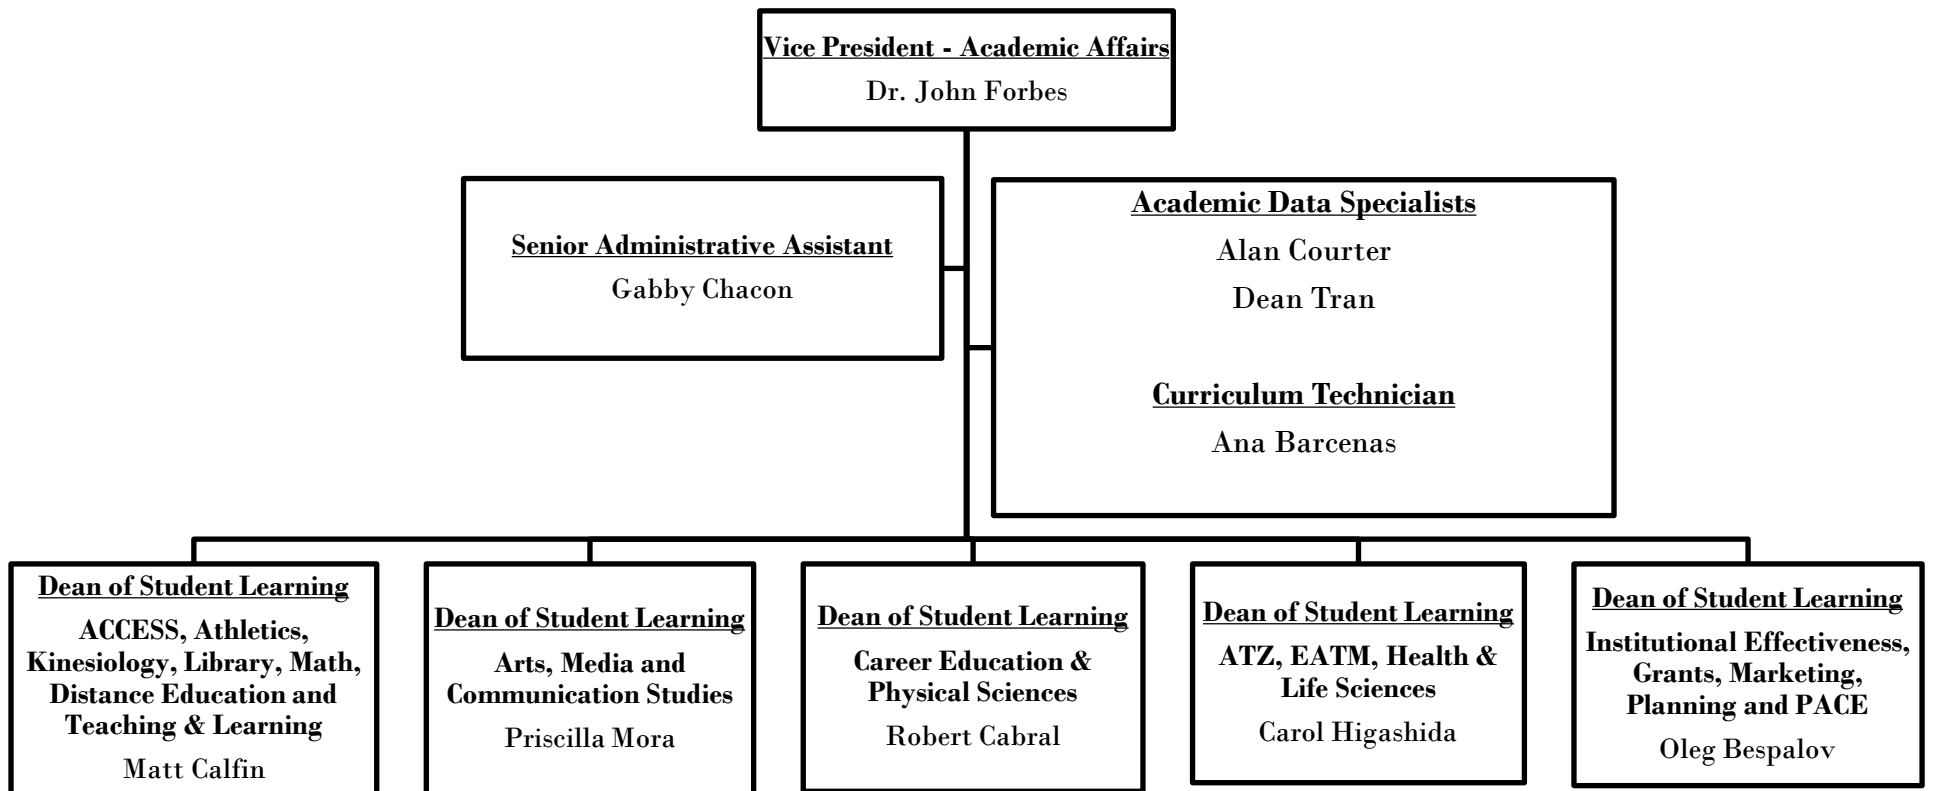 Vice President - Academic Affairs
Dr. John Forbes
Senior Administrative Assistant
Gabby Chacon
Academic Data Specialists
Alan Courter
Dean Tran
Curriculum Technician
Ana Barcenas
Dean of Student Learning
ACCESS, Athletics,
Kinesiology, Library, Math,
Distance Education and
Teaching & Learning
Matt Calfin
Dean of Student Learning
Arts, Media and
Communication Studies
Priscilla Mora
Dean of Student Learning
Career Education &
Physical Sciences
Robert Cabral
Dean of Student Learning
ATZ, EATM, Health &
Life Sciences
Carol Higashida
Dean of Student Learning
Institutional Effectiveness,
Grants, Marketing,
Planning and PACE
Oleg Bespalov